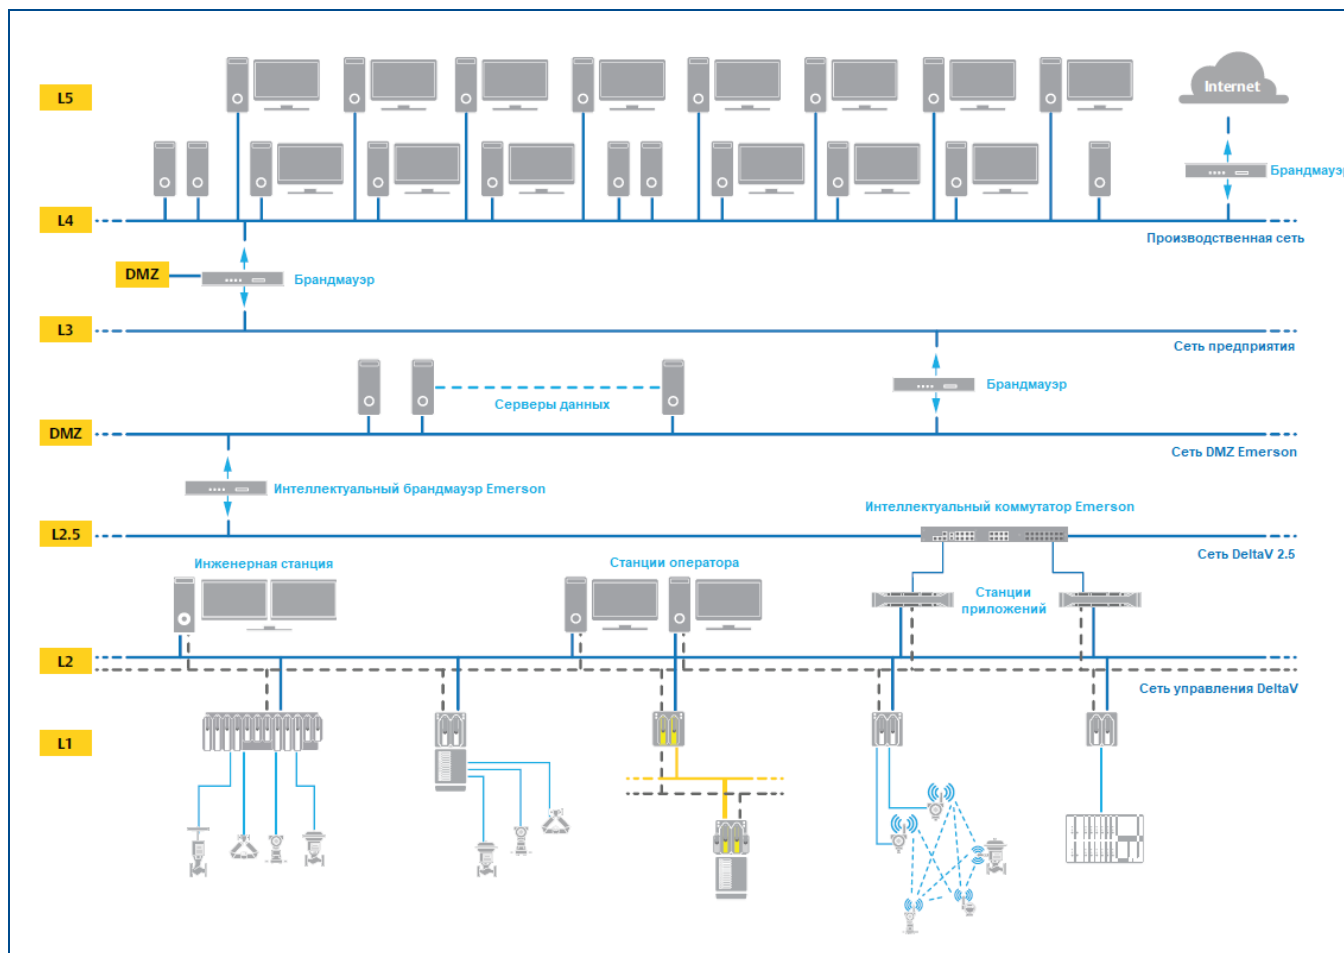 L5
Internet
Брандмауэр
L4
Производственная сеть
DMZ
Брандмауэр
L3
Сеть предприятия
Брандмауэр
Серверы данных
DMZ
Сеть DMZ Emerson
Интеллектуальный брандмауэр Emerson
Интеллектуальный коммутатор Emerson
L2.5
Сеть DeltaV 2.5
Инженерная станция
Станции оператора
Станции
приложений
L2
Сеть управления DeltaV
L1